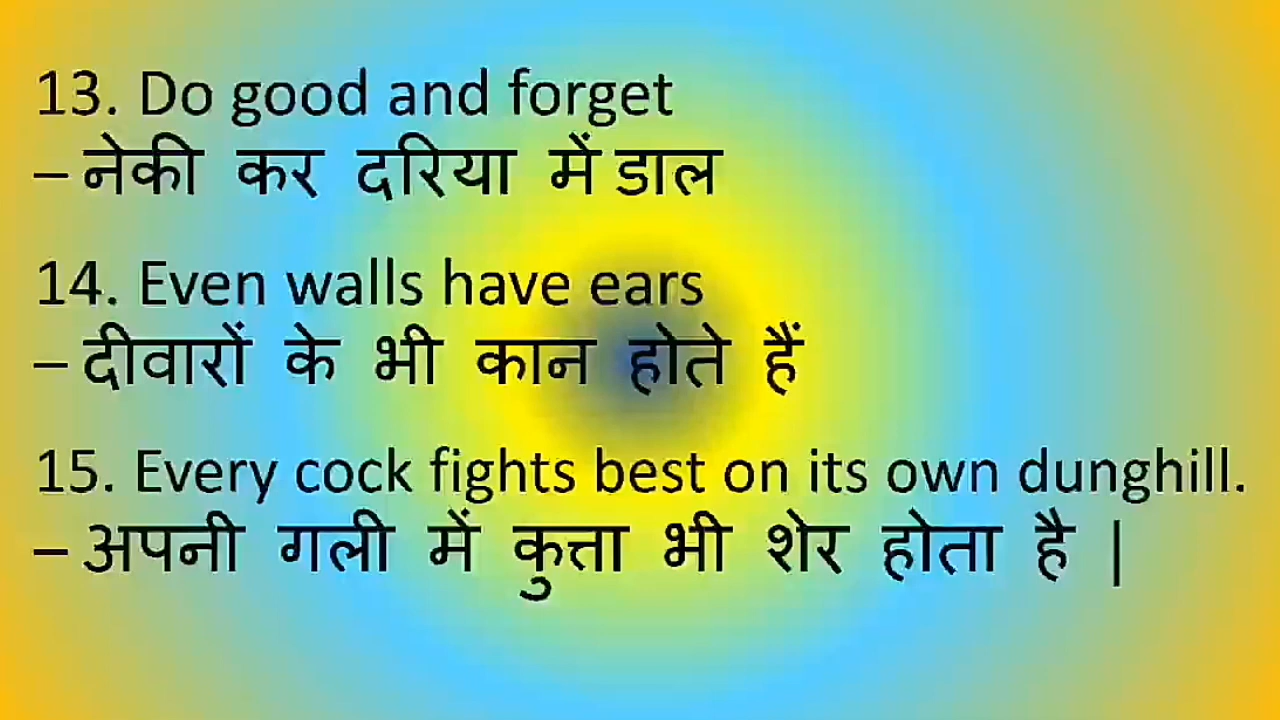 13. Do good and forget
– नेकी कर दरिया में डाल
14. Even walls have ears
– दीवारों के भी कान होते हैं
15. Every cock fights best on its own dunghill.
– अपनी गली में कुत्ता भी शेर होता है |